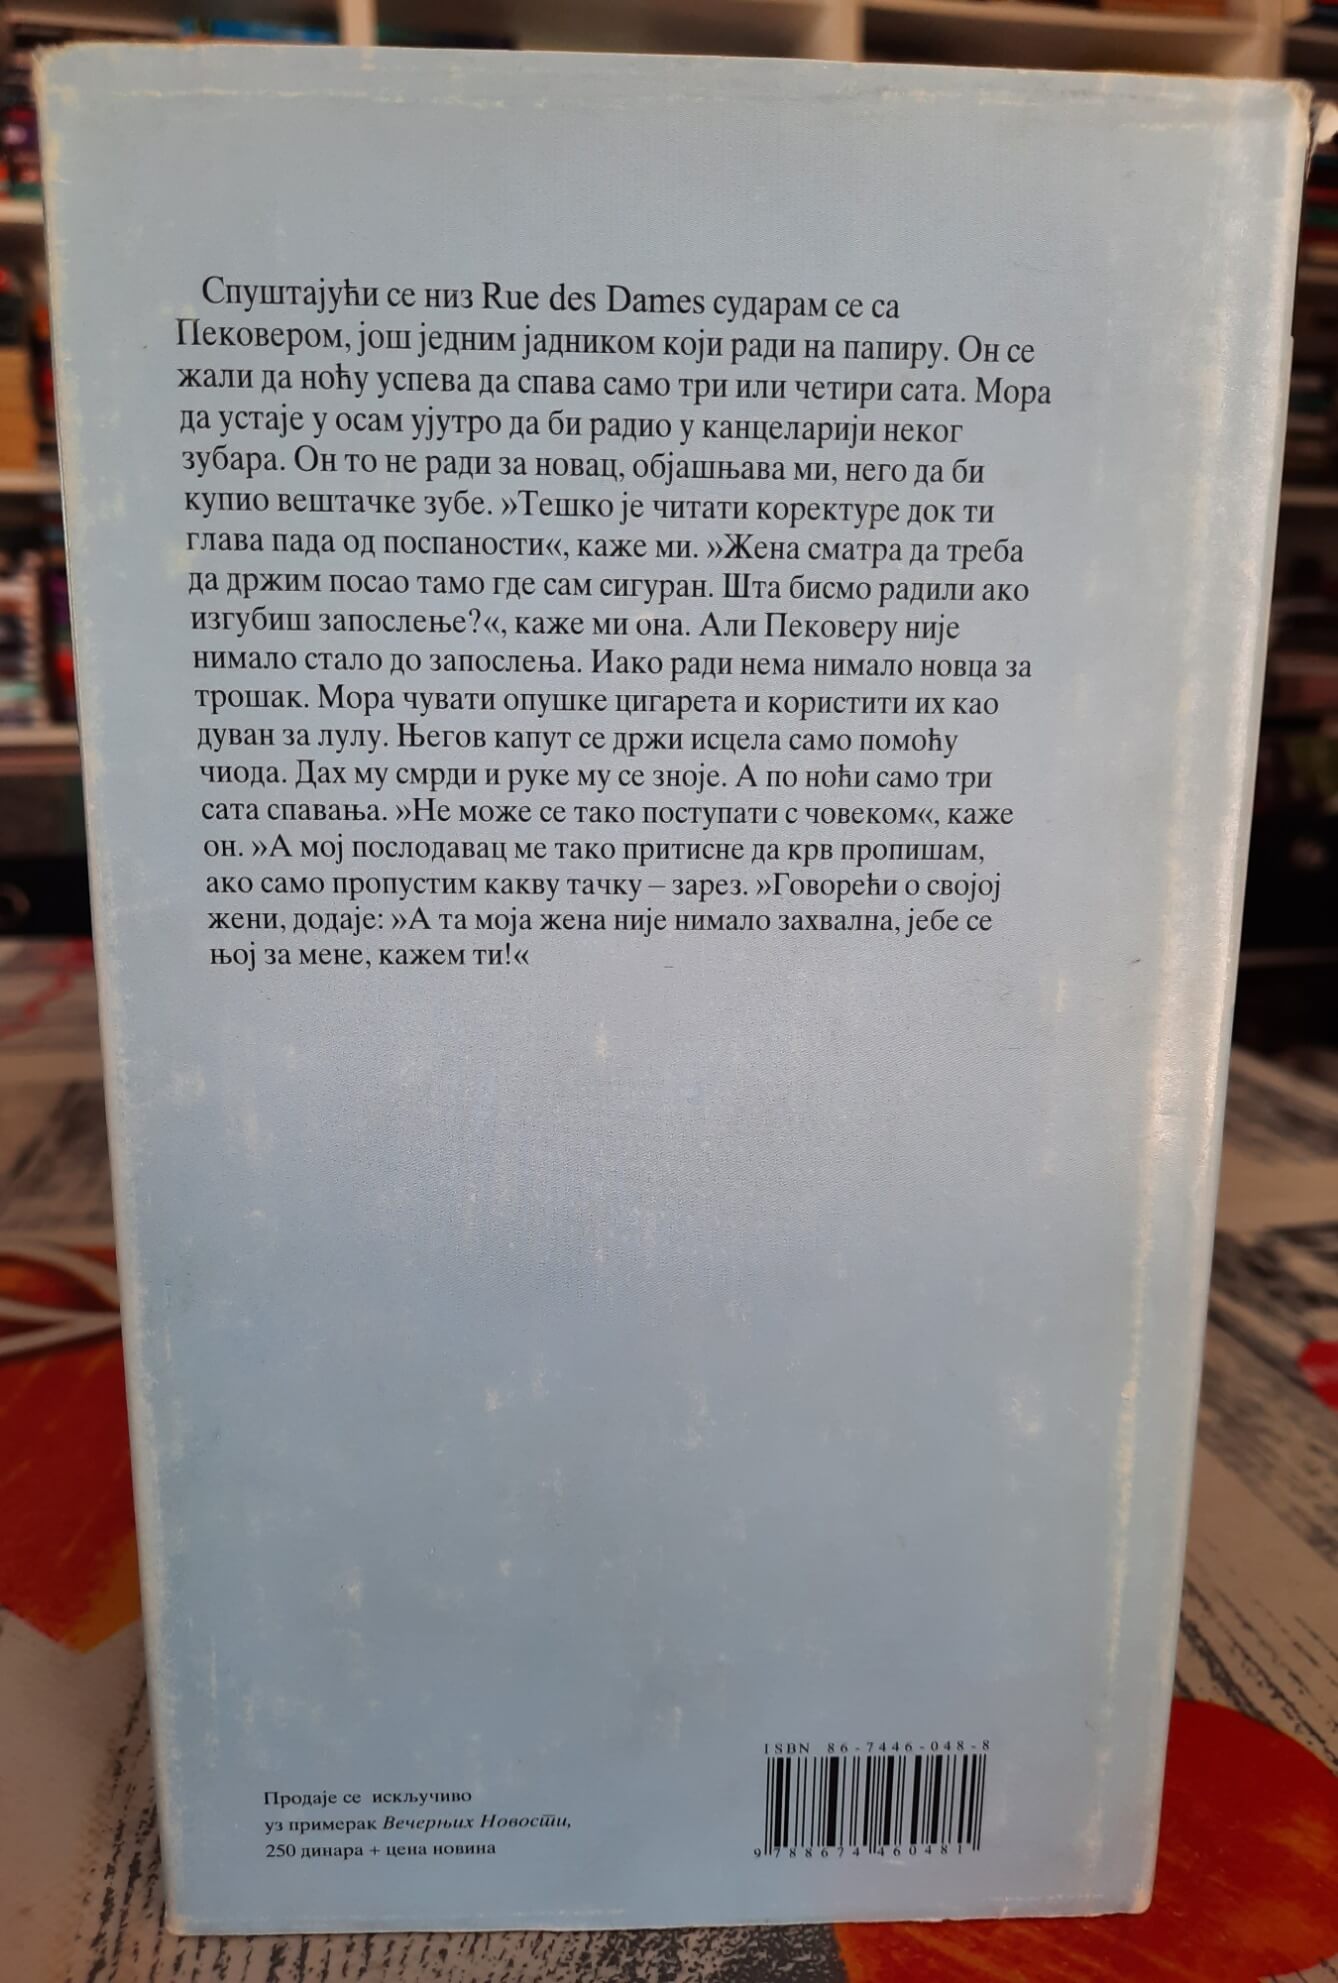 Спуштајући се низ Rue des Dames сударам се са
Пековером, још једним јадником који ради на папиру. Он се
жали да ноћу успева да спава само три или четири сата. Мора
да устаје у осам ујутро да би радио у канцеларији неког
зубара. Он то не ради за новац, објашњава ми, него да би
купио вештачке зубе. »Тешко је читати коректуре док ти
глава пада од поспаности«, каже ми. »Жена сматра да треба
да држим посао тамо где сам сигуран. Шта бисмо радили ако
изгубиш запослење?«, каже ми она. Али Пековеру није
нимало стало до запослења. Иако ради нема нимало новца за
трошак. Мора чувати опушке цигарета и користити их као
дуван за лулу. Његов капут се држи исцела само помоћу
чиода. Дах му смрди и руке му се зноје. А по ноћи само три
сата спавања. »Не може се тако поступати с човеком«, каже
он. »А мој послодавац ме тако притисне да крв пропишам,
ако само пропустим какву тачку – зарез. »Говорећи о својој
жени, додаје: »А та моја жена није нимало захвална, јебе се
њој за мене, кажем ти!«
ISBN 86-7446-048-8
Продаје се искључиво
уз примерак Вечерњих Новости,
250 динара + цена новина
9 788674 460481